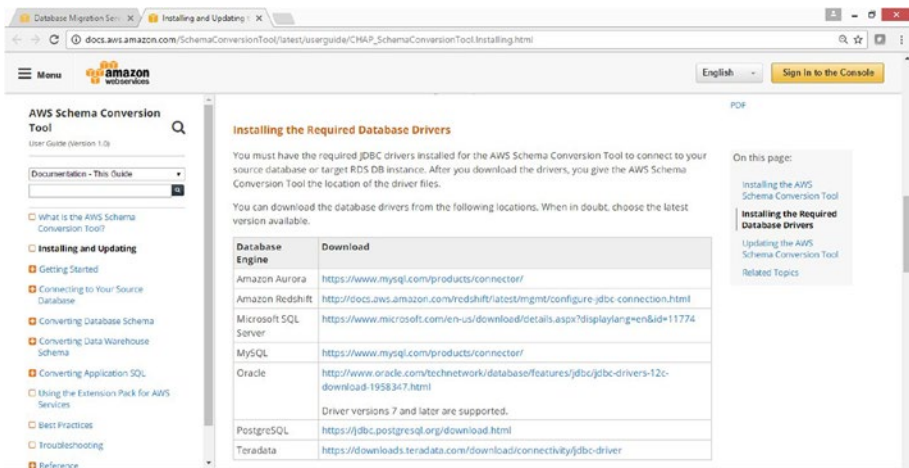 Database Migration Serv
Installing and Updating t
docs.aws.amazon.com/SchemaConversionTool/latest/userguide/CHAP_SchemaConversionTool.Installing.html
Menu
amazon
webservices
English
Sign In to the Console
AWS Schema Conversion
Tool
User Guide (Version 1.0)
Documentation - This Guide
What is the AWS Schema
Conversion Tool?
Installing and Updating
Getting Started
Connecting to Your Source
Database
Converting Database Schema
Converting Data Warehouse
Schema
Converting Application SQL
Using the Extension Pack for AWS
Services
Best Practices
Troubleshooting
Reference
Installing the Required Database Drivers
You must have the required JDBC drivers installed for the AWS Schema Conversion Tool to connect to your
source database or target RDS DB instance. After you download the drivers, you give the AWS Schema
Conversion Tool the location of the driver files.
You can download the database drivers from the following locations. When in doubt, choose the latest
version available.
Database
Engine
Download
Amazon Aurora
https://www.mysql.com/products/connector/
Amazon Redshift
http://docs.aws.amazon.com/redshift/latest/mgmt/configure-jdbc-connection.html
Microsoft SQL
Server
https://www.microsoft.com/en-us/download/details.aspx?displaylang=en&id=11774
MySQL
https://www.mysql.com/products/connector/
Oracle
http://www.oracle.com/technetwork/database/features/jdbc/jdbc-drivers-12c-
download-1958347.html
Driver versions 7 and later are supported.
PostgreSQL
https://jdbc.postgresql.org/download.html
Teradata
https://downloads.teradata.com/download/connectivity/jdbc-driver
PDF
On this page:
Installing the AWS
Schema Conversion Tool
Installing the Required
Database Drivers
Updating the AWS
Schema Conversion Tool
Related Topics